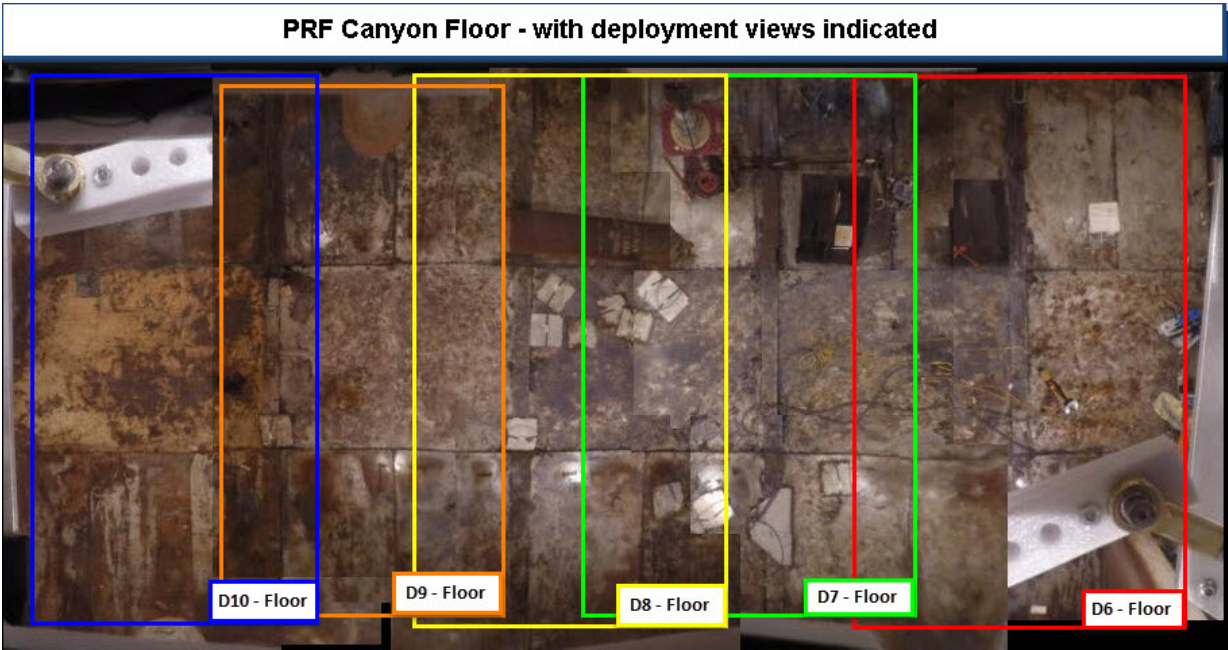 PRF Canyon Floor - with deployment views indicated
D10 - Floor
D9 - Floor
D8 - Floor
D7 - Floor
D6 - Floor